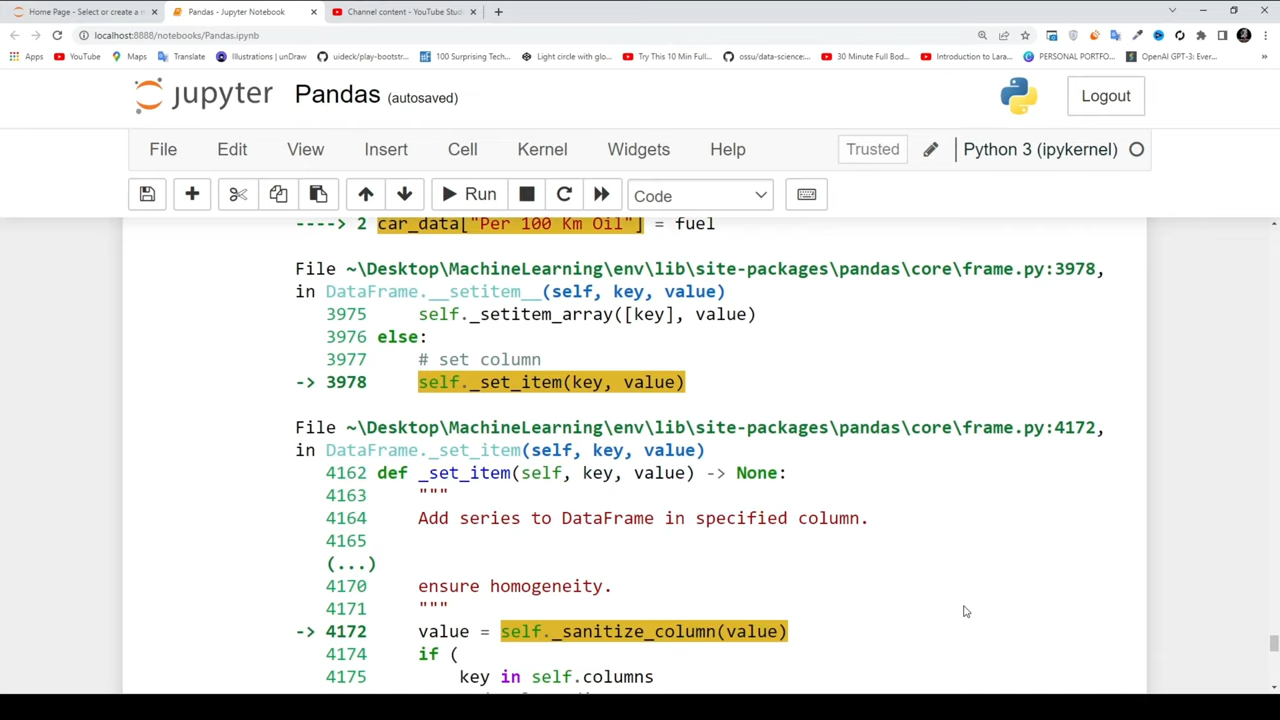 Home Page - Select or create a n
Pandas - Jupyter Notebook
Channel content - YouTube Stud
localhost:8888/notebooks/Pandas.ipynb
Apps
YouTube
Maps
Translate
Illustrations | unDraw
uideck/play-bootstr...
100 Surprising Tech...
Light circle with glo...
Try This 10 Min Full...
ossu/data-science:...
30 Minute Full Bod...
Introduction to Lara...
PERSONAL PORTFO...
OpenAI GPT-3: Ever...
jupyter Pandas (autosaved)
Logout
File Edit View Insert Cell Kernel Widgets Help
Trusted
Python 3 (ipykernel)
Run
Code
----> 2 car_data["Per 100 Km Oil"] = fuel
File ~\Desktop\MachineLearning\env\lib\site-packages\pandas\core\frame.py:3978,
in DataFrame.__setitem__(self, key, value)
3975 self._setitem_array([key], value)
3976 else:
3977 # set column
-> 3978 self._set_item(key, value)
File ~\Desktop\MachineLearning\env\lib\site-packages\pandas\core\frame.py:4172,
in DataFrame._set_item(self, key, value)
4162 def _set_item(self, key, value) -> None:
4163 """
4164 Add series to DataFrame in specified column.
4165
(...)
4170 ensure homogeneity.
4171 """
-> 4172 value = self._sanitize_column(value)
4174 if (
4175 key in self.columns